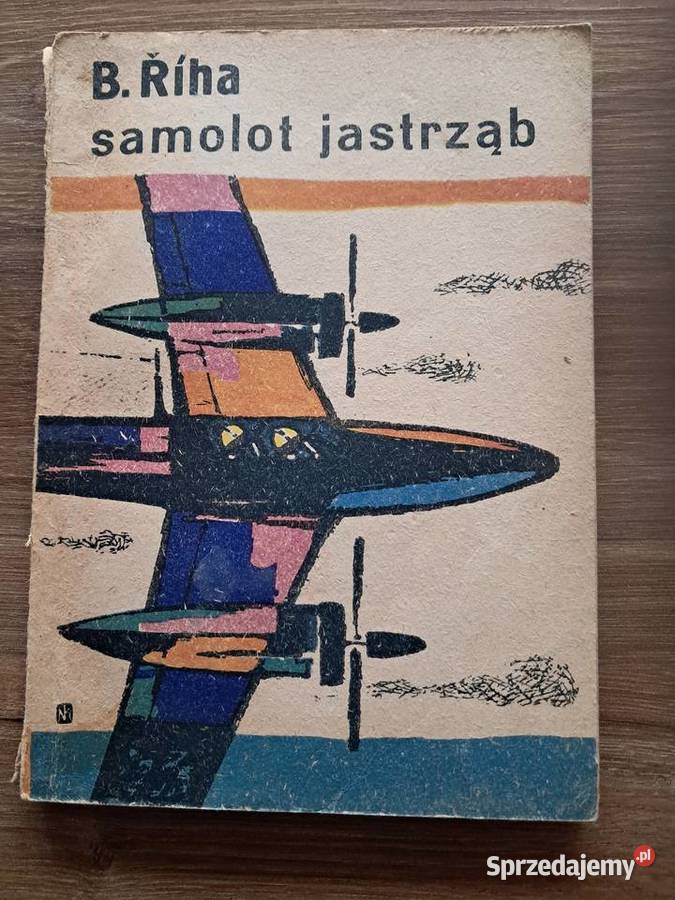 B. Říha
samolot jastrząb
Sprzedajemy.pl